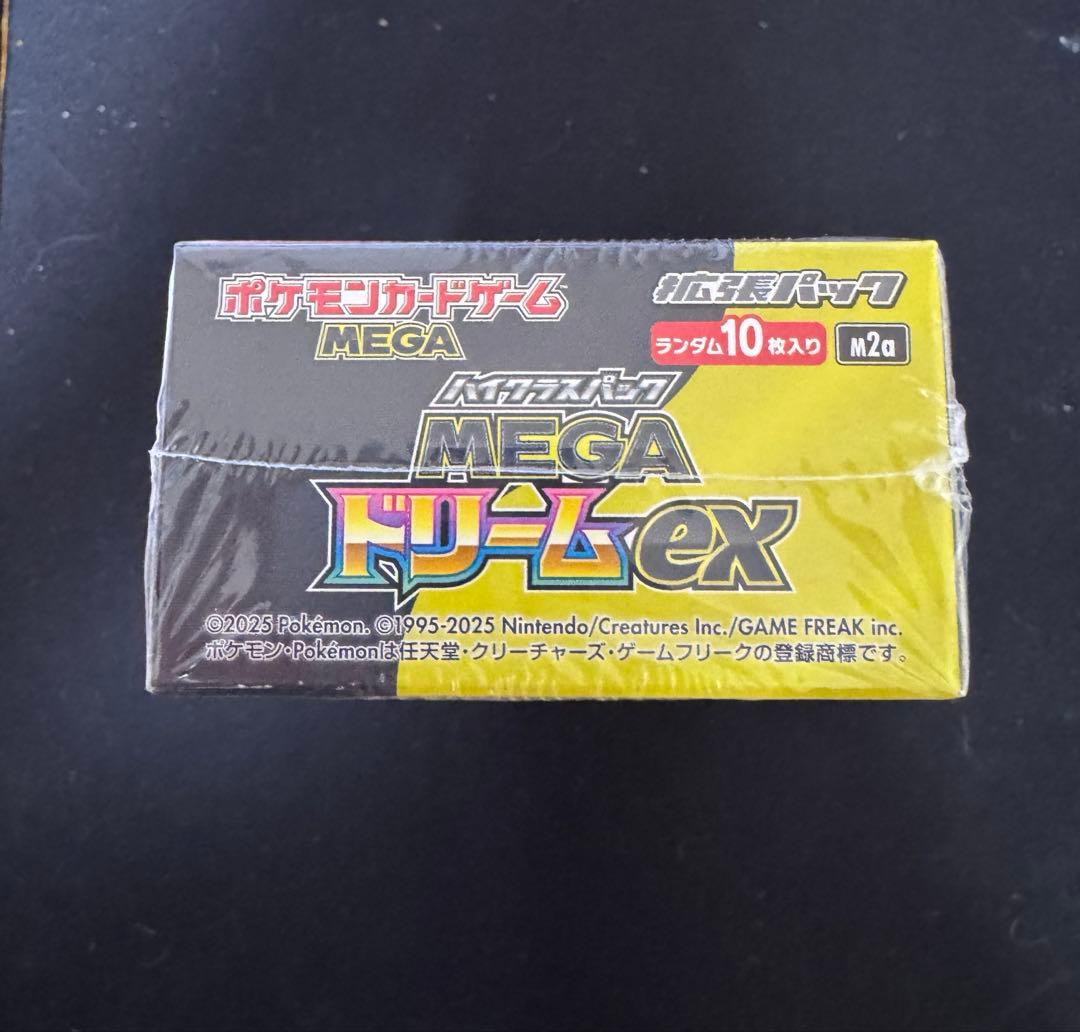 ポケモンカードゲーム
MEGA
拡張パック
ランダム10枚入り M2a
ハイクラスパック
MEGA
ドリームex
©2025 Pokémon. ©1995-2025 Nintendo/Creatures Inc./GAME FREAK inc.
ポケモン・Pokémonは任天堂・クリーチャーズ・ゲームフリークの登録商標です。